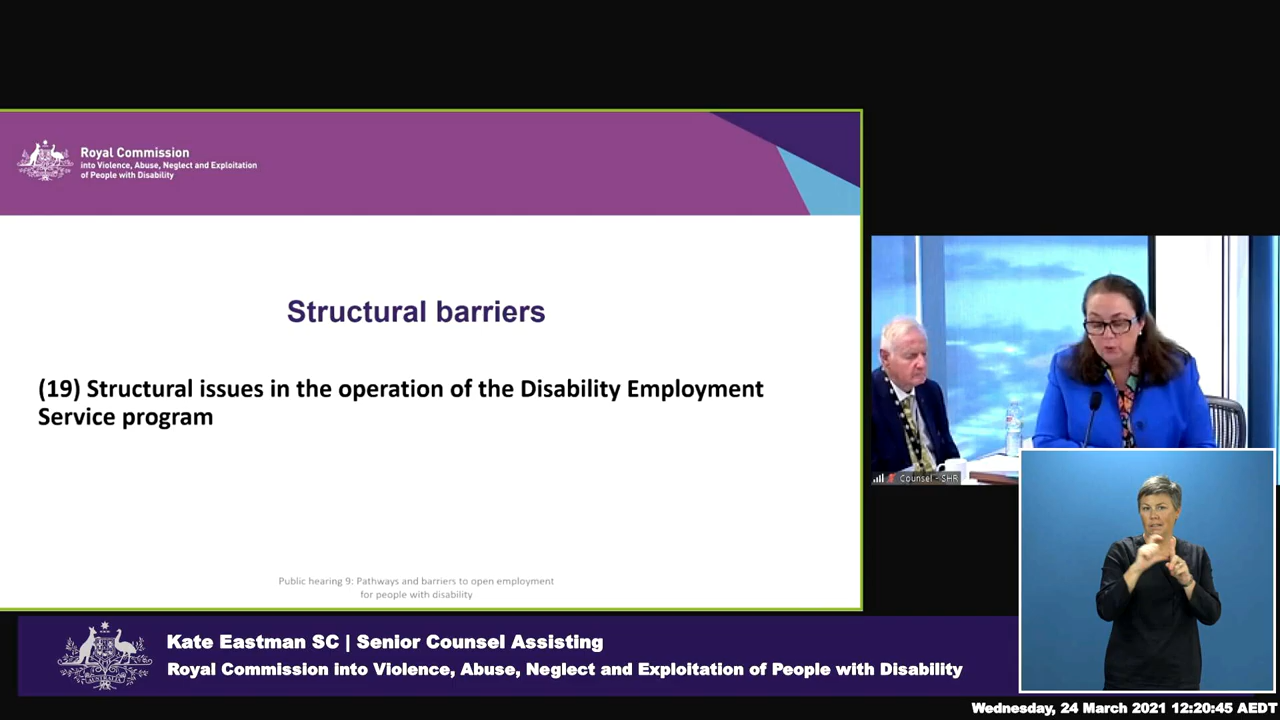 Royal Commission
into Violence, Abuse, Neglect and Exploitation
of People with Disability
Structural barriers
(19) Structural issues in the operation of the Disability Employment
Service program
Public hearing 9: Pathways and barriers to open employment
for people with disability
Counsel - SHR
Kate Eastman SC | Senior Counsel Assisting
Royal Commission into Violence, Abuse, Neglect and Exploitation of People with Disability
Wednesday, 24 March 2021 12:20:45 AEDT